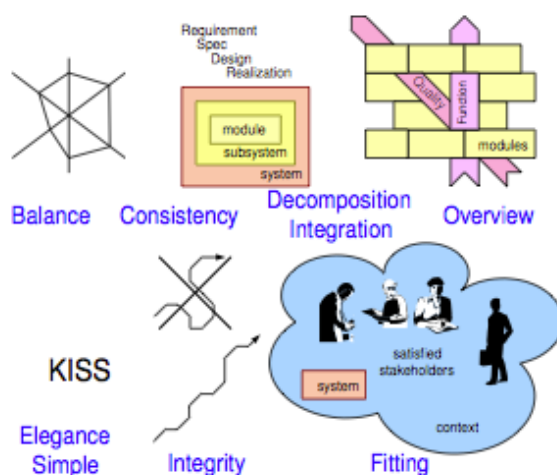 Requirement
Spec
Design
Realization
module
subsystem
system
Quality
Function
modules
Balance
Consistency
Decomposition
Integration
Overview
KISS
satisfied
stakeholders
system
context
Elegance
Simple
Integrity
Fitting